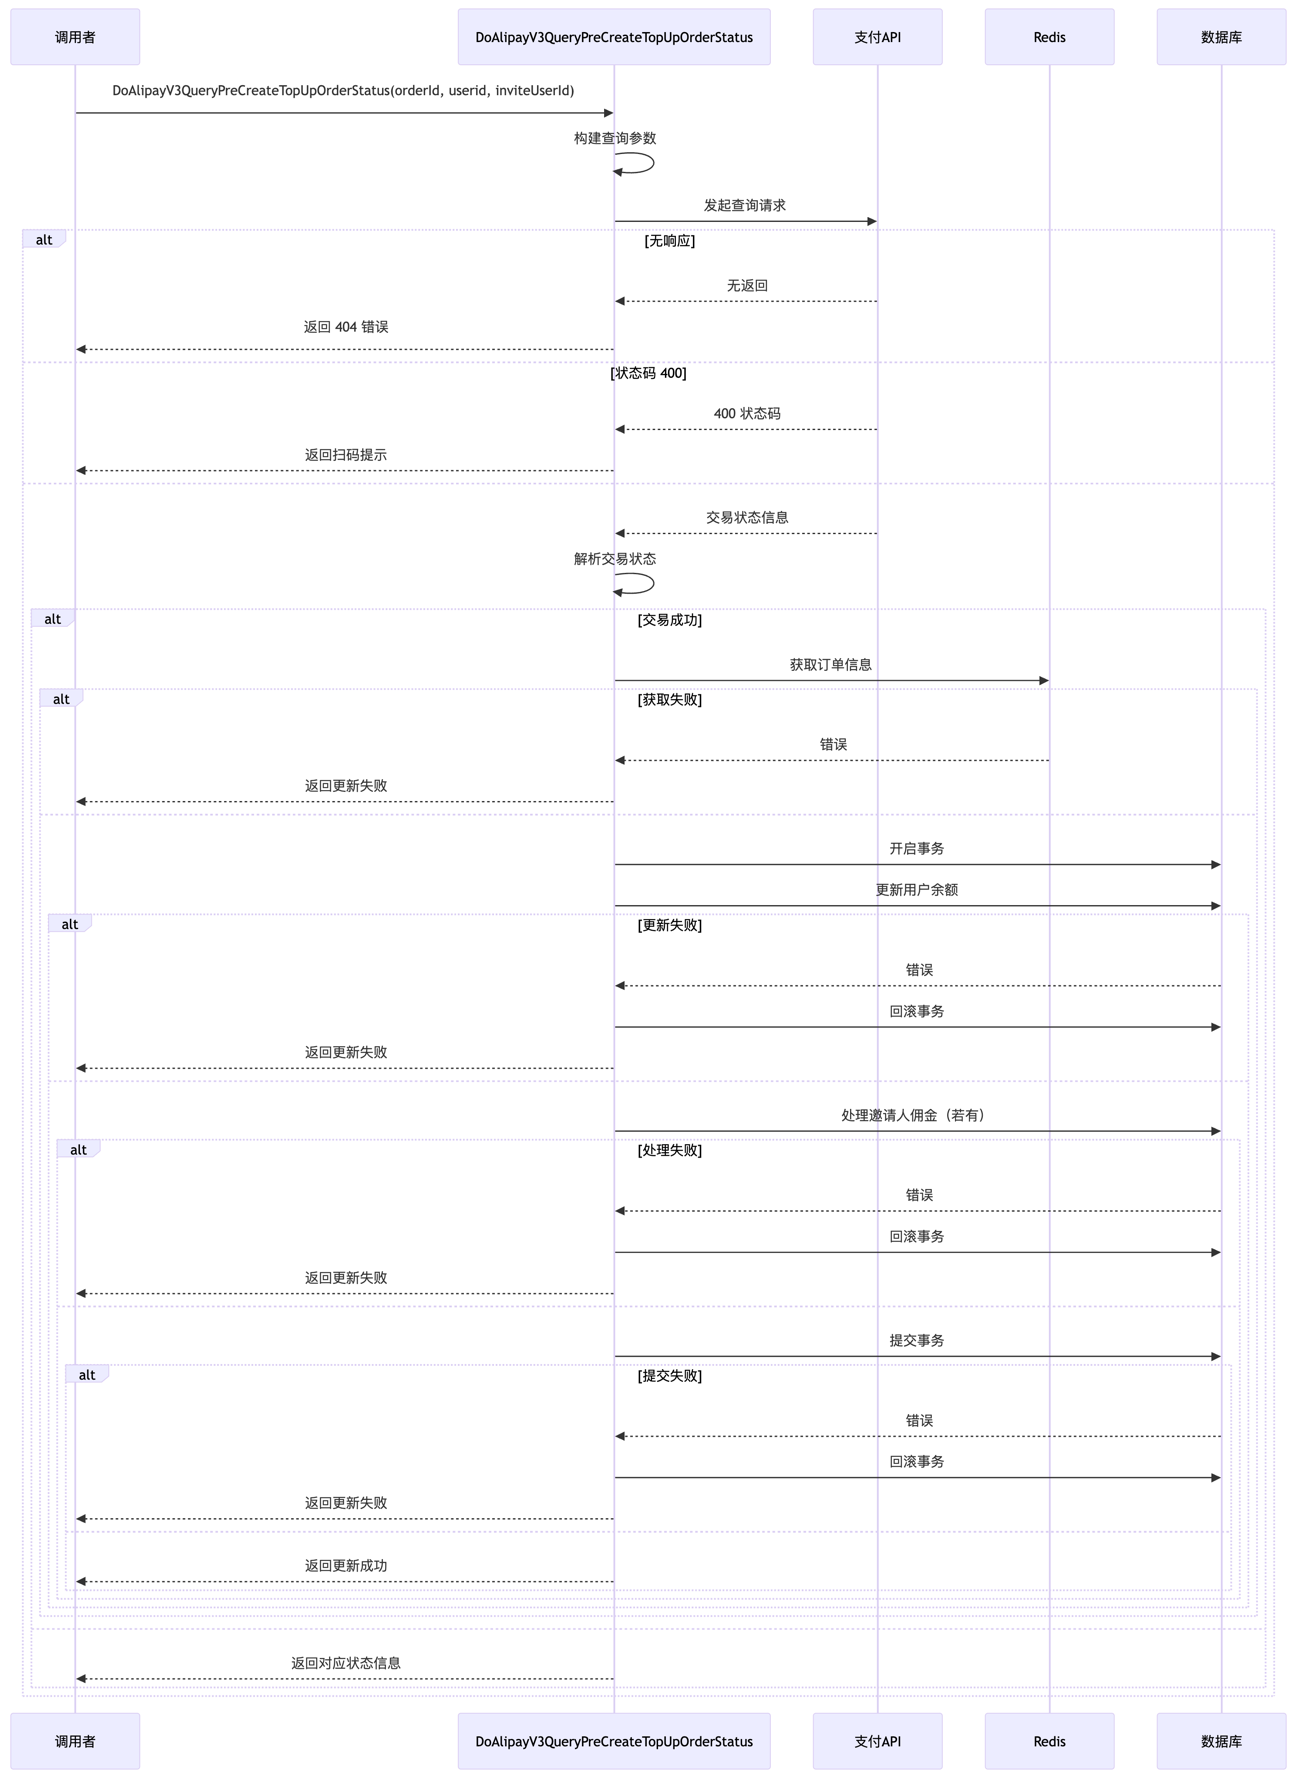 调用者
DoAlipayV3QueryPreCreateTopUpOrderStatus
支付API
Redis
数据库
DoAlipayV3QueryPreCreateTopUpOrderStatus(orderId, userid, inviteUserId)
构建查询参数
发起查询请求
alt
[无响应]
无返回
返回 404 错误
[状态码 400]
400 状态码
返回扫码提示
交易状态信息
解析交易状态
alt
[交易成功]
获取订单信息
alt
[获取失败]
错误
返回更新失败
开启事务
更新用户余额
alt
[更新失败]
错误
回滚事务
返回更新失败
处理邀请人佣金（若有）
alt
[处理失败]
错误
回滚事务
返回更新失败
提交事务
alt
[提交失败]
错误
回滚事务
返回更新失败
返回更新成功
返回对应状态信息
调用者
DoAlipayV3QueryPreCreateTopUpOrderStatus
支付API
Redis
数据库